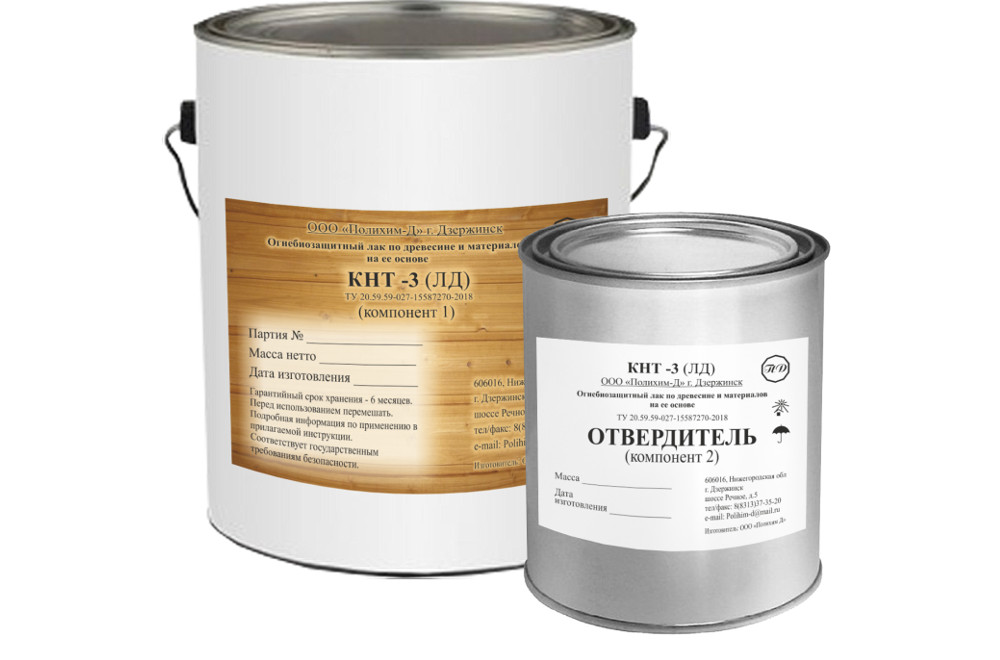 ООО «Полихим-Д» г. Дзержинск
Огнебиозащитный лак по древесине и материалов
на ее основе
КНТ -3 (ЛД)
ТУ 20.59.59-027-15587270-2018
(компонент 1)
Партия №
Масса нетто
Дата изготовления
Гарантийный срок хранения - 6 месяцев.
Перед использованием перемешать.
Подробная информация по применению в
прилагаемой инструкции.
Соответствует государственным
требованиям безопасности.
606016, Ниж
г. Дзержинск
шоссе Речное
тел/факс: 8(8
e-mail: Polih
Изготовитель:
КНТ -3 (ЛД)
ООО «Полихим-Д» г. Дзержинск
Огнебиозащитный лак по древесине и материалов
на ее основе
ТУ 20.59.59-027-15587270-2018
ОТВЕРДИТЕЛЬ
(компонент 2)
Масса
Дата
изготовления
ПД
606016, Нижегородская обл
г. Дзержинск
шоссе Речное, д.5
тел/факс: 8(8313)37-35-20
e-mail: Polihim-d@mail.ru
Изготовитель: ООО «Полихим Д»